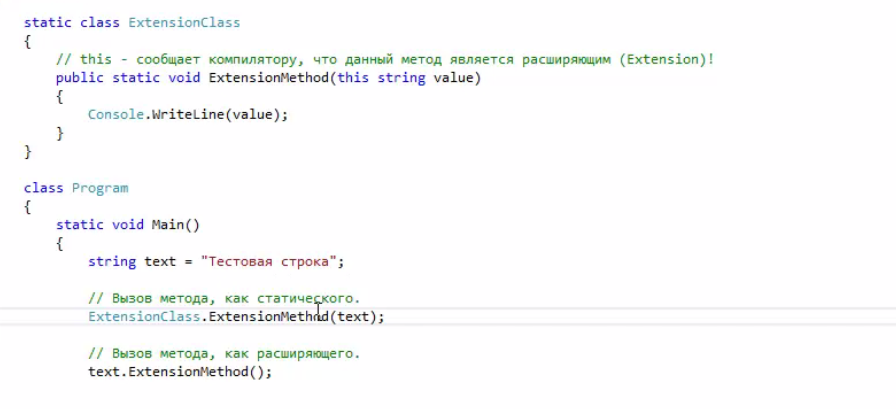 static class ExtensionClass
{
// this - сообщает компилятору, что данный метод является расширяющим (Extension)!
public static void ExtensionMethod(this string value)
{
Console.WriteLine(value);
}
}
class Program
{
static void Main()
{
string text = "Тестовая строка";
// Вызов метода, как статического.
ExtensionClass.ExtensionMethod(text);
// Вызов метода, как расширяющего.
text.ExtensionMethod();